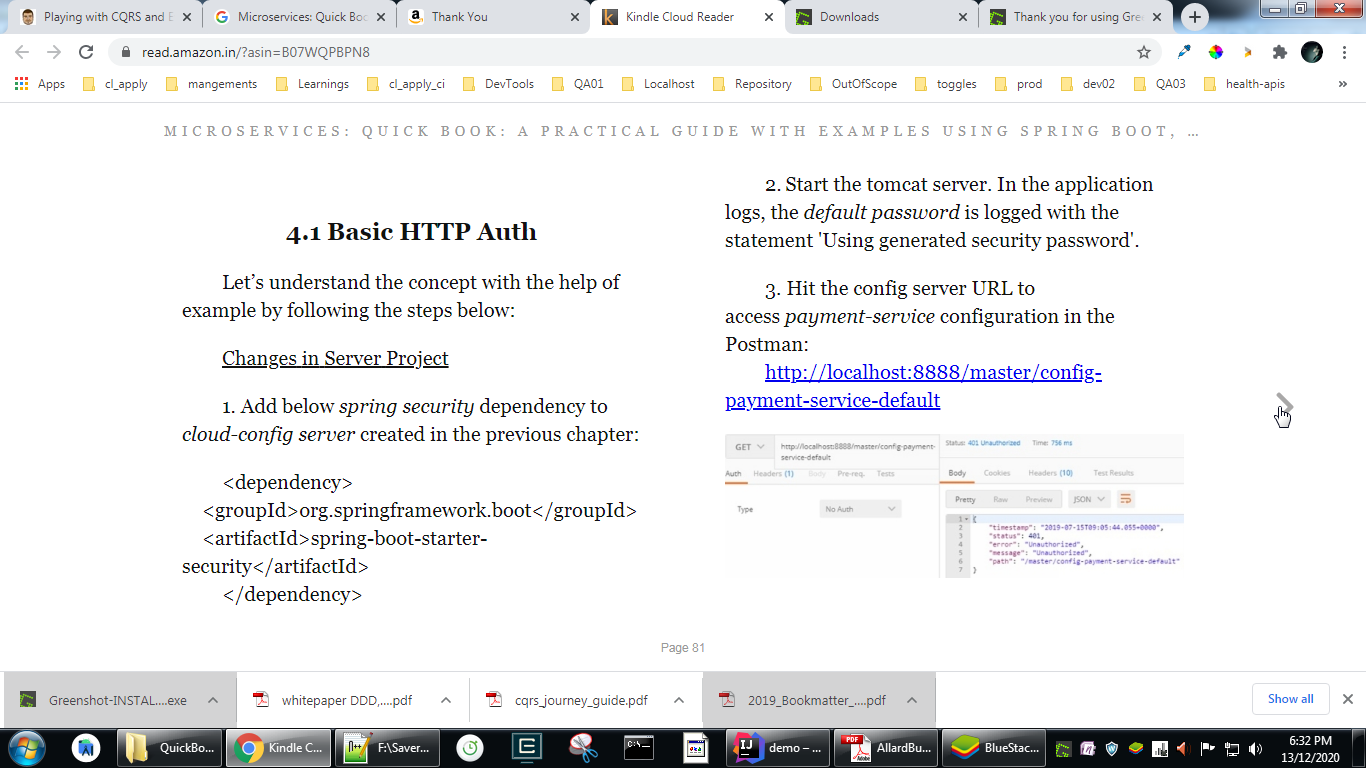 Playing with CQRS and E
Microservices: Quick Boo
Thank You
Kindle Cloud Reader
Downloads
Thank you for using Gre
read.amazon.in/?asin=B07WQPBPN8
Apps
cl_apply
mangements
Learnings
cl_apply_ci
DevTools
QA01
Localhost
Repository
OutOfScope
toggles
prod
dev02
QA03
health-apis
»
MICROSERVICES: QUICK BOOK: A PRACTICAL GUIDE WITH EXAMPLES USING SPRING BOOT, …
4.1 Basic HTTP Auth
Let’s understand the concept with the help of
example by following the steps below:
Changes in Server Project
1. Add below spring security dependency to
cloud-config server created in the previous chapter:
<dependency>
<groupId>org.springframework.boot</groupId>
<artifactId>spring-boot-starter-
security</artifactId>
</dependency>
2. Start the tomcat server. In the application
logs, the default password is logged with the
statement 'Using generated security password'.
3. Hit the config server URL to
access payment-service configuration in the
Postman:
http://localhost:8888/master/config-
payment-service-default
GET
http://localhost:8888/master/config-payment-
service-default
Auth
Headers (1)
Body
Pre-req.
Tests
Type
No Auth
Status: 401 Unauthorized
Time: 756 ms
Body
Cookies
Headers (10)
Test Results
Pretty
Raw
Preview
JSON
1 {
2 "timestamp": "2019-07-15T09:05:44.055+0000",
3 "status": 401,
4 "error": "Unauthorized",
5 "message": "Unauthorized",
6 "path": "/master/config-payment-service-default"
7 }
Page 81
Greenshot-INSTAL....exe
whitepaper DDD,....pdf
cqrs_journey_guide.pdf
2019_Bookmatter_....pdf
Show all
QuickBo...
Kindle C...
F:\Saver...
demo – ...
AllardBu...
BlueStac...
6:32 PM
13/12/2020